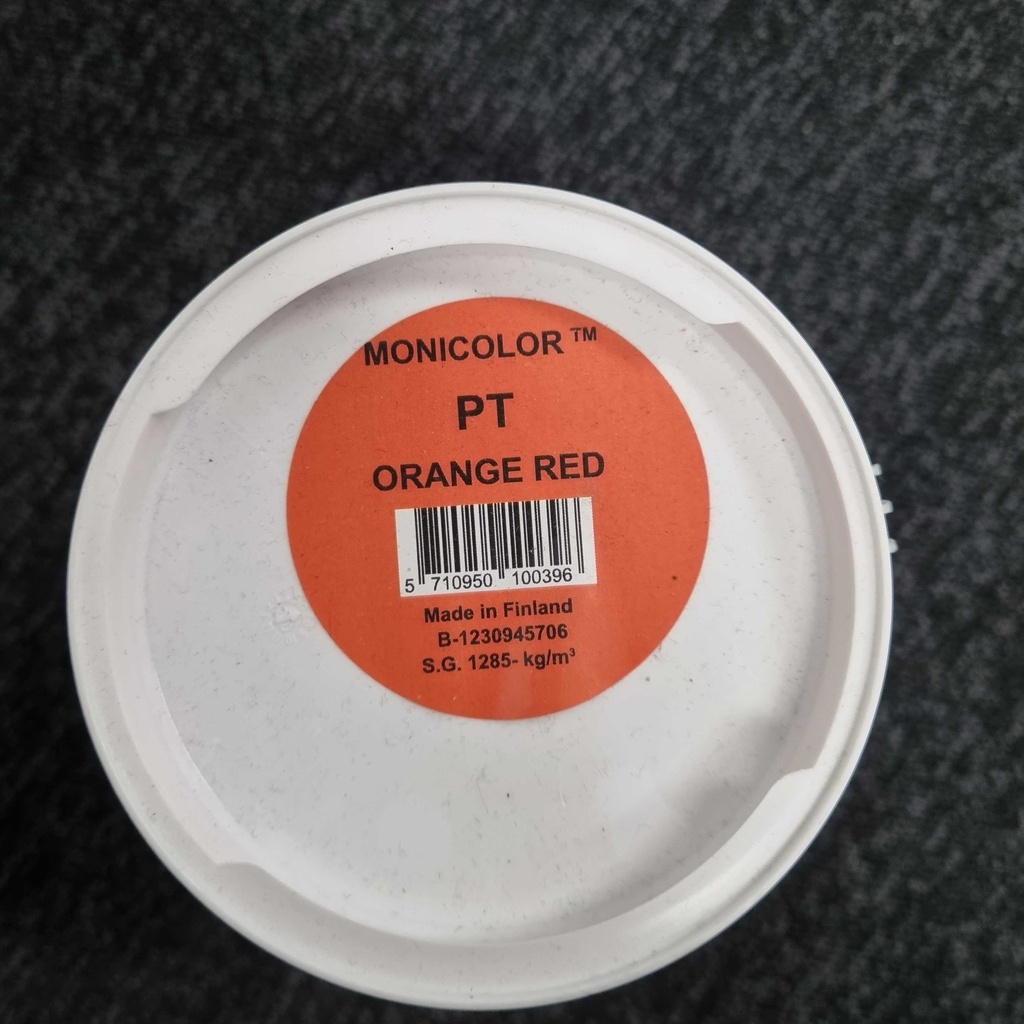 MONICOLOR ™
PT
ORANGE RED
5 710950 100396
Made in Finland
B-1230945706
S.G. 1285- kg/m³